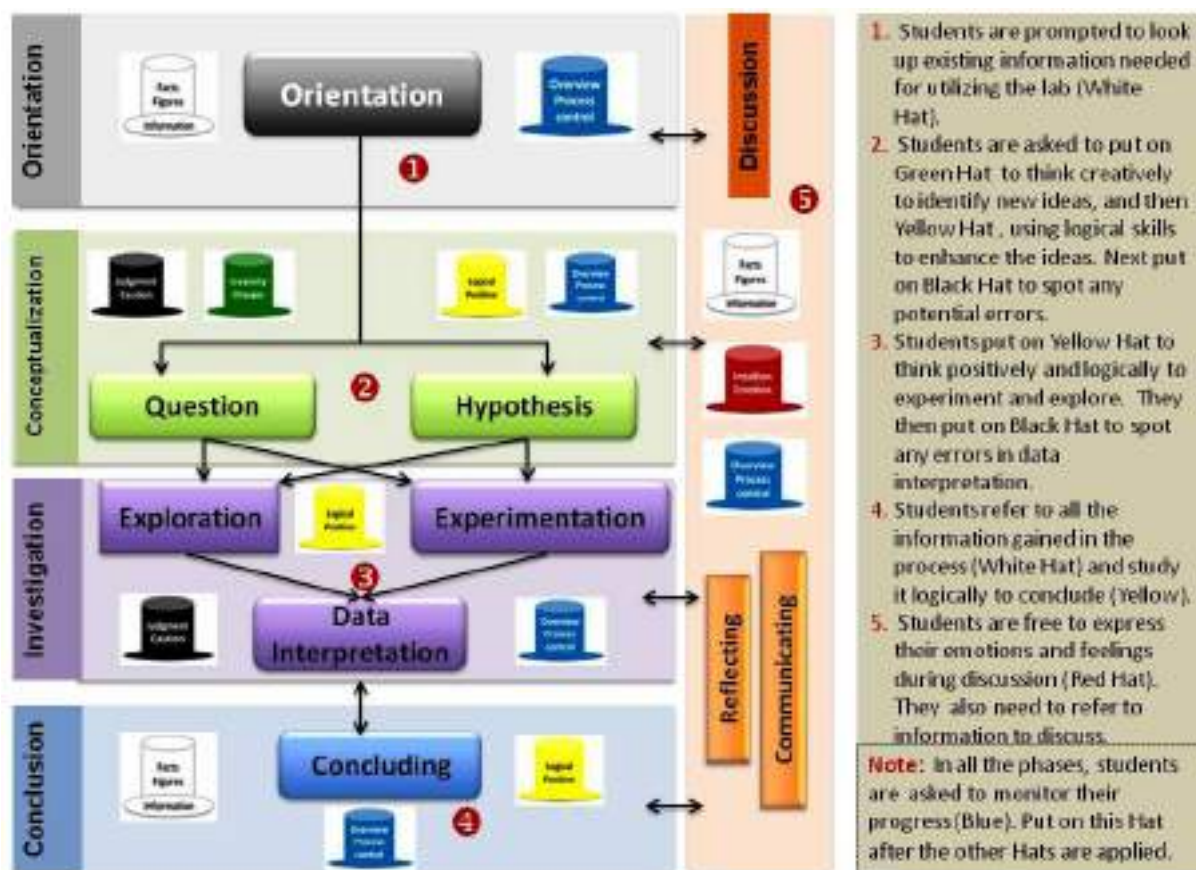 Orientation
Facts
Figures
Information
Orientation
Overview
Process
control
1
Discussion
5
Conceptualization
Judgment
Caution
Logical
Positive
Overview
Process
control
Facts
Figures
Information
2
Question
Hypothesis
Overview
Process
control
Investigation
Exploration
Logical
Positive
Experimentation
3
Judgment
Caution
Data
Interpretation
Overview
Process
control
Reflecting
Communicating
Conclusion
Facts
Figures
Information
Concluding
Logical
Positive
Overview
Process
control
4
1. Students are prompted to look
up existing information needed
for utilizing the lab (White
Hat).
2. Students are asked to put on
Green Hat to think creatively
to identify new ideas, and then
Yellow Hat, using logical skills
to enhance the ideas. Next put
on Black Hat to spot any
potential errors.
3. Students put on Yellow Hat to
think positively and logically to
experiment and explore. They
then put on Black Hat to spot
any errors in data
interpretation.
4. Students refer to all the
information gained in the
process (White Hat) and study
it logically to conclude (Yellow).
5. Students are free to express
their emotions and feelings
during discussion (Red Hat).
They also need to refer to
information to discuss.
Note: In all the phases, students
are asked to monitor their
progress (Blue). Put on this Hat
after the other Hats are applied.